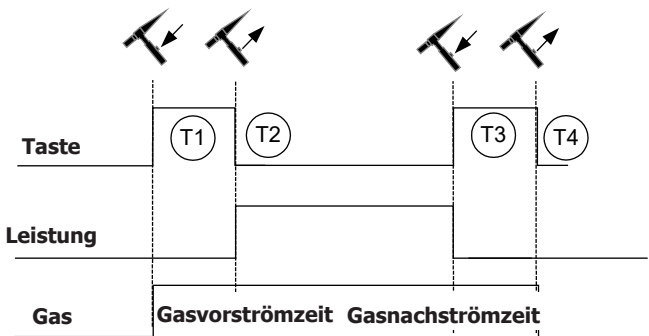 Taste
T1
T2
T3
T4
Leistung
Gas
Gasvorströmzeit
Gasnachströmzeit